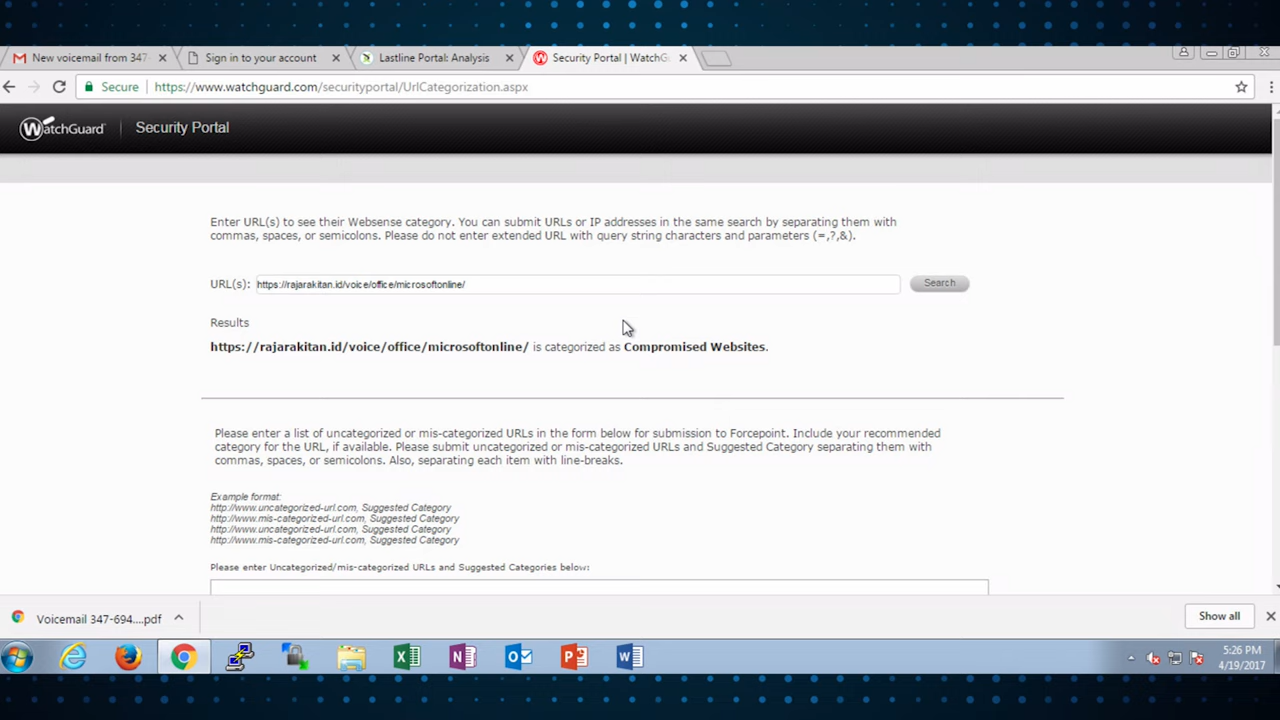 New voicemail from 347
Sign in to your account
Lastline Portal: Analysis
Security Portal | WatchG
Secure
https://www.watchguard.com/securityportal/UrlCategorization.aspx
WatchGuard
Security Portal
Enter URL(s) to see their Websense category. You can submit URLs or IP addresses in the same search by separating them with
commas, spaces, or semicolons. Please do not enter extended URL with query string characters and parameters (=,?,&).
URL(s): https://rajarakitan.id/voice/office/microsoftonline/ Search
Results
https://rajarakitan.id/voice/office/microsoftonline/ is categorized as Compromised Websites.
Please enter a list of uncategorized or mis-categorized URLs in the form below for submission to Forcepoint. Include your recommended
category for the URL, if available. Please submit uncategorized or mis-categorized URLs and Suggested Category separating them with
commas, spaces, or semicolons. Also, separating each item with line-breaks.
Example format:
http://www.uncategorized-url.com, Suggested Category
http://www.mis-categorized-url.com, Suggested Category
http://www.uncategorized-url.com, Suggested Category
http://www.mis-categorized-url.com, Suggested Category
Please enter Uncategorized/mis-categorized URLs and Suggested Categories below:
Voicemail 347-694....pdf
Show all
5:26 PM
4/19/2017